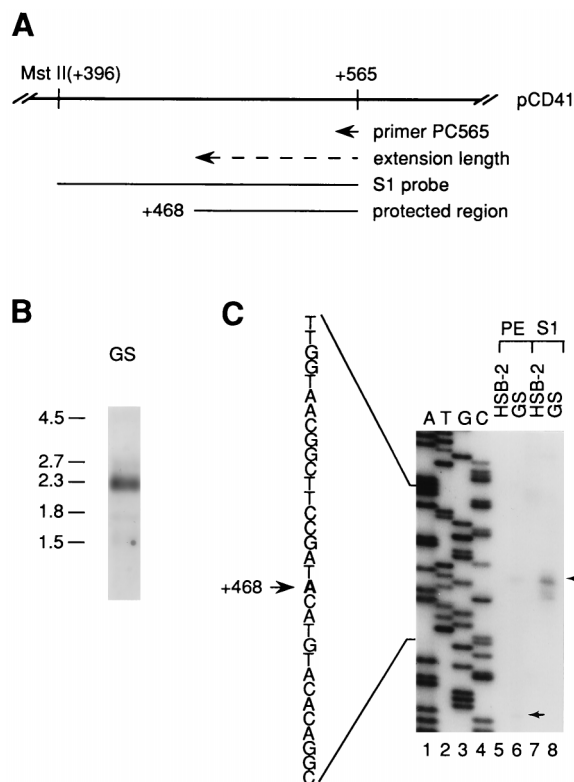 A
Mst II(+396)
+565
pCD41
primer PC565
extension length
S1 probe
+468
protected region
B
GS
4.5
2.7
2.3
1.8
1.5
C
TTGGTAACGGCTTCCGATACATGTACACAGGC
+468
PE S1
HSB-2
GS
HSB-2
GS
A T G C
1 2 3 4 5 6 7 8